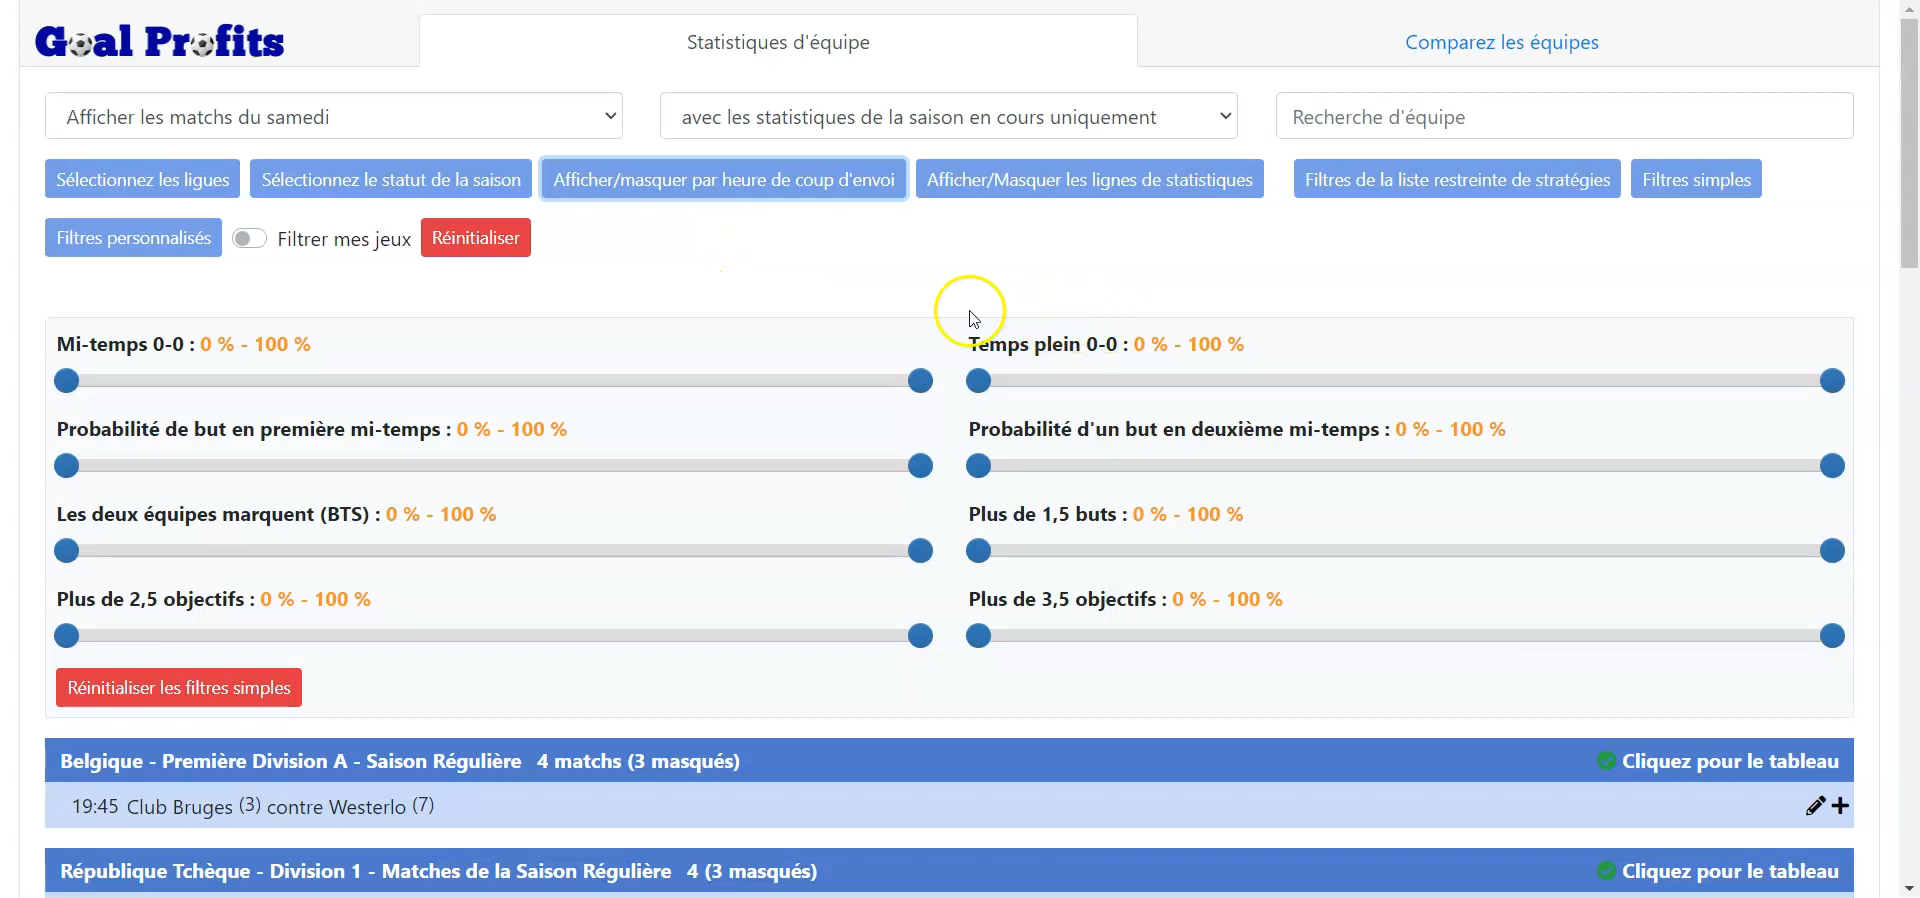 Goal Profits
Statistiques d'équipe
Comparez les équipes
Afficher les matchs du samedi
avec les statistiques de la saison en cours uniquement
Recherche d'équipe
Sélectionnez les ligues
Sélectionnez le statut de la saison
Afficher/masquer par heure de coup d'envoi
Afficher/Masquer les lignes de statistiques
Filtres de la liste restreinte de stratégies
Filtres simples
Filtres personnalisés
Filtrer mes jeux
Réinitialiser
Mi-temps 0-0 : 0 % - 100 %
Temps plein 0-0 : 0 % - 100 %
Probabilité de but en première mi-temps : 0 % - 100 %
Probabilité d'un but en deuxième mi-temps : 0 % - 100 %
Les deux équipes marquent (BTS) : 0 % - 100 %
Plus de 1,5 buts : 0 % - 100 %
Plus de 2,5 objectifs : 0 % - 100 %
Plus de 3,5 objectifs : 0 % - 100 %
Réinitialiser les filtres simples
Belgique - Première Division A - Saison Régulière 4 matchs (3 masqués)
Cliquez pour le tableau
19:45 Club Bruges (3) contre Westerlo (7)
République Tchèque - Division 1 - Matches de la Saison Régulière 4 (3 masqués)
Cliquez pour le tableau